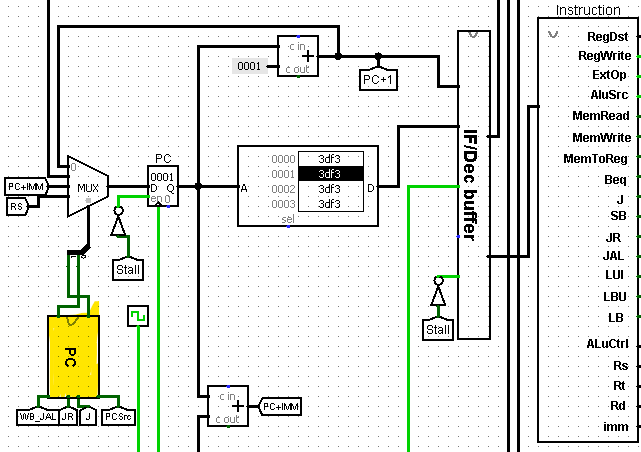 Instruction
c in
0001
c out
+
PC+1
RegDst
RegWrite
ExtOp
AluSrc
MemRead
MemWrite
MemToReg
Beq
J
SB
JR
JAL
LUI
LBU
LB
ALuCtrl
Rs
Rt
Rd
imm
IF/Dec buffer
PC
0001
D Q
en 0
0
MUX
PC+IMM
RS
Stall
A
0000 3df3
0001 3df3
0002 3df3
0003 3df3
D
sel
Stall
PC
WB_JAL
JR
J
PCSrc
c in
+
c out
PC+IMM